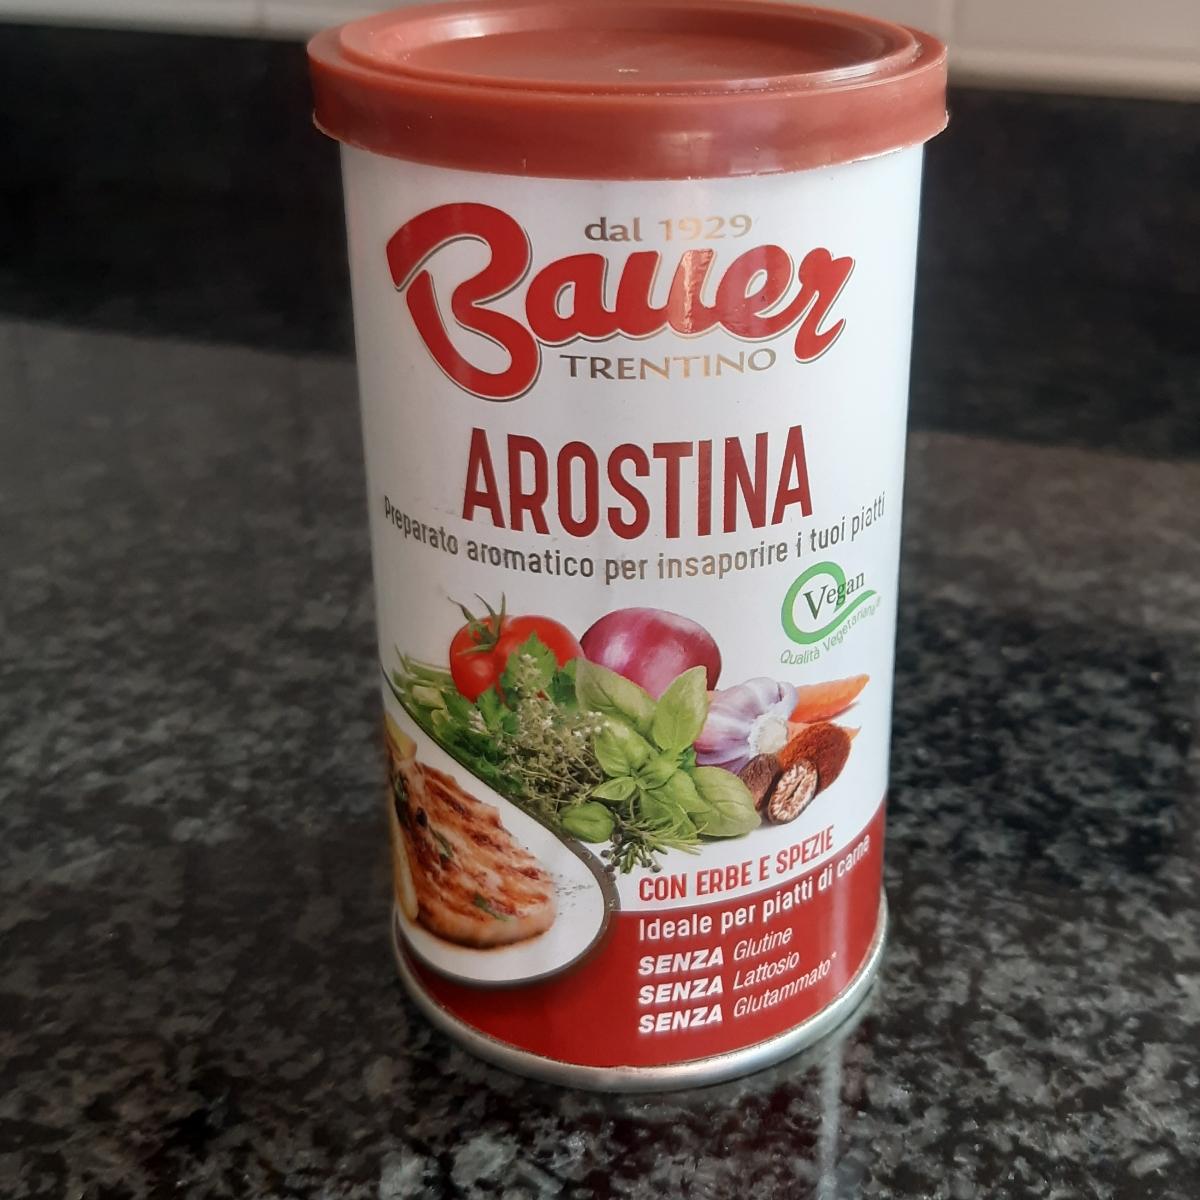 dal 1929
Bauer
TRENTINO
AROSTINA
Preparato aromatico per insaporire i tuoi piatti
Vegan
Qualità Vegetariana
CON ERBE E SPEZIE
Ideale per piatti di carne
SENZA Glutine
SENZA Lattosio
SENZA Glutammato*